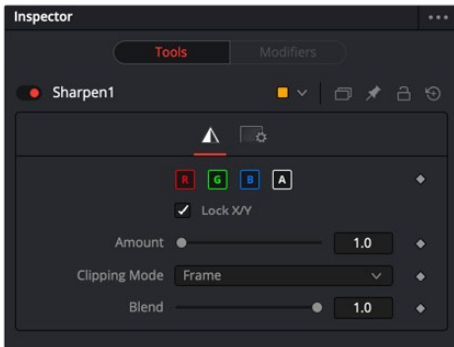 Inspector
Tools Modifiers
Sharpen1
R G B A
Lock X/Y
Amount 1.0
Clipping Mode Frame
Blend 1.0